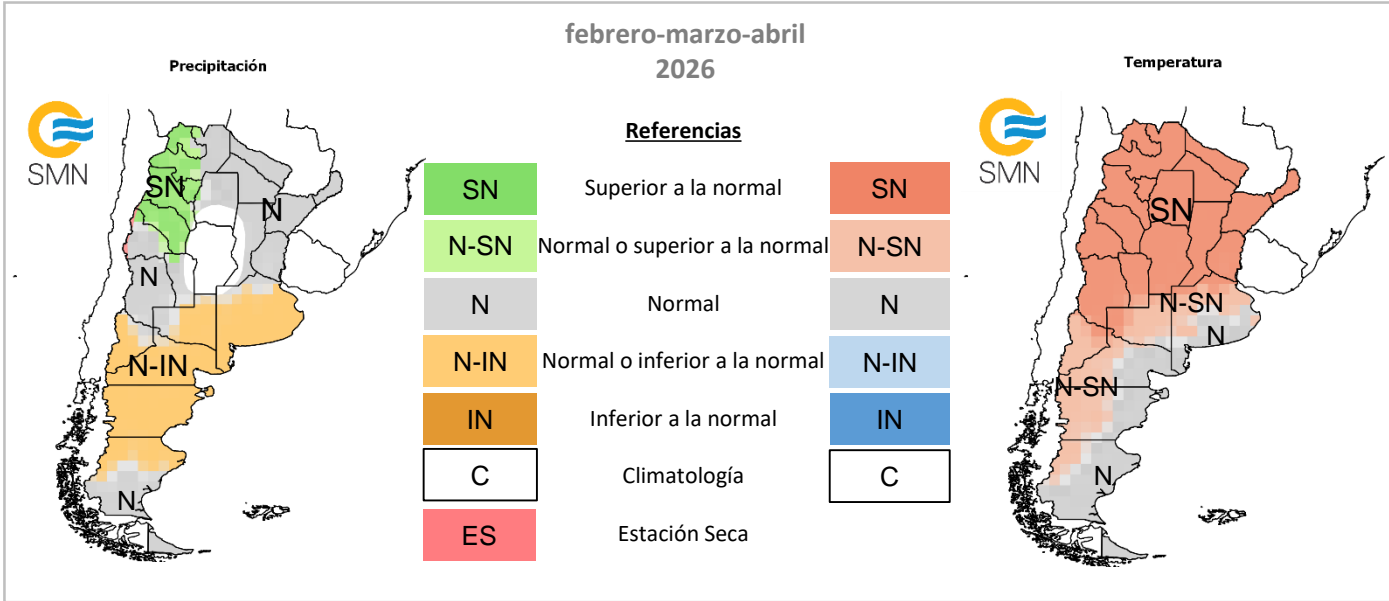 febrero-marzo-abril
2026
Precipitación
Temperatura
SMN
SMN
Referencias
SN
Superior a la normal
SN
N-SN
Normal o superior a la normal
N-SN
N
Normal
N
N-IN
Normal o inferior a la normal
N-IN
IN
Inferior a la normal
IN
C
Climatología
C
ES
Estación Seca
SN
N
N
N-IN
N
SN
N-SN
N
N-SN
N